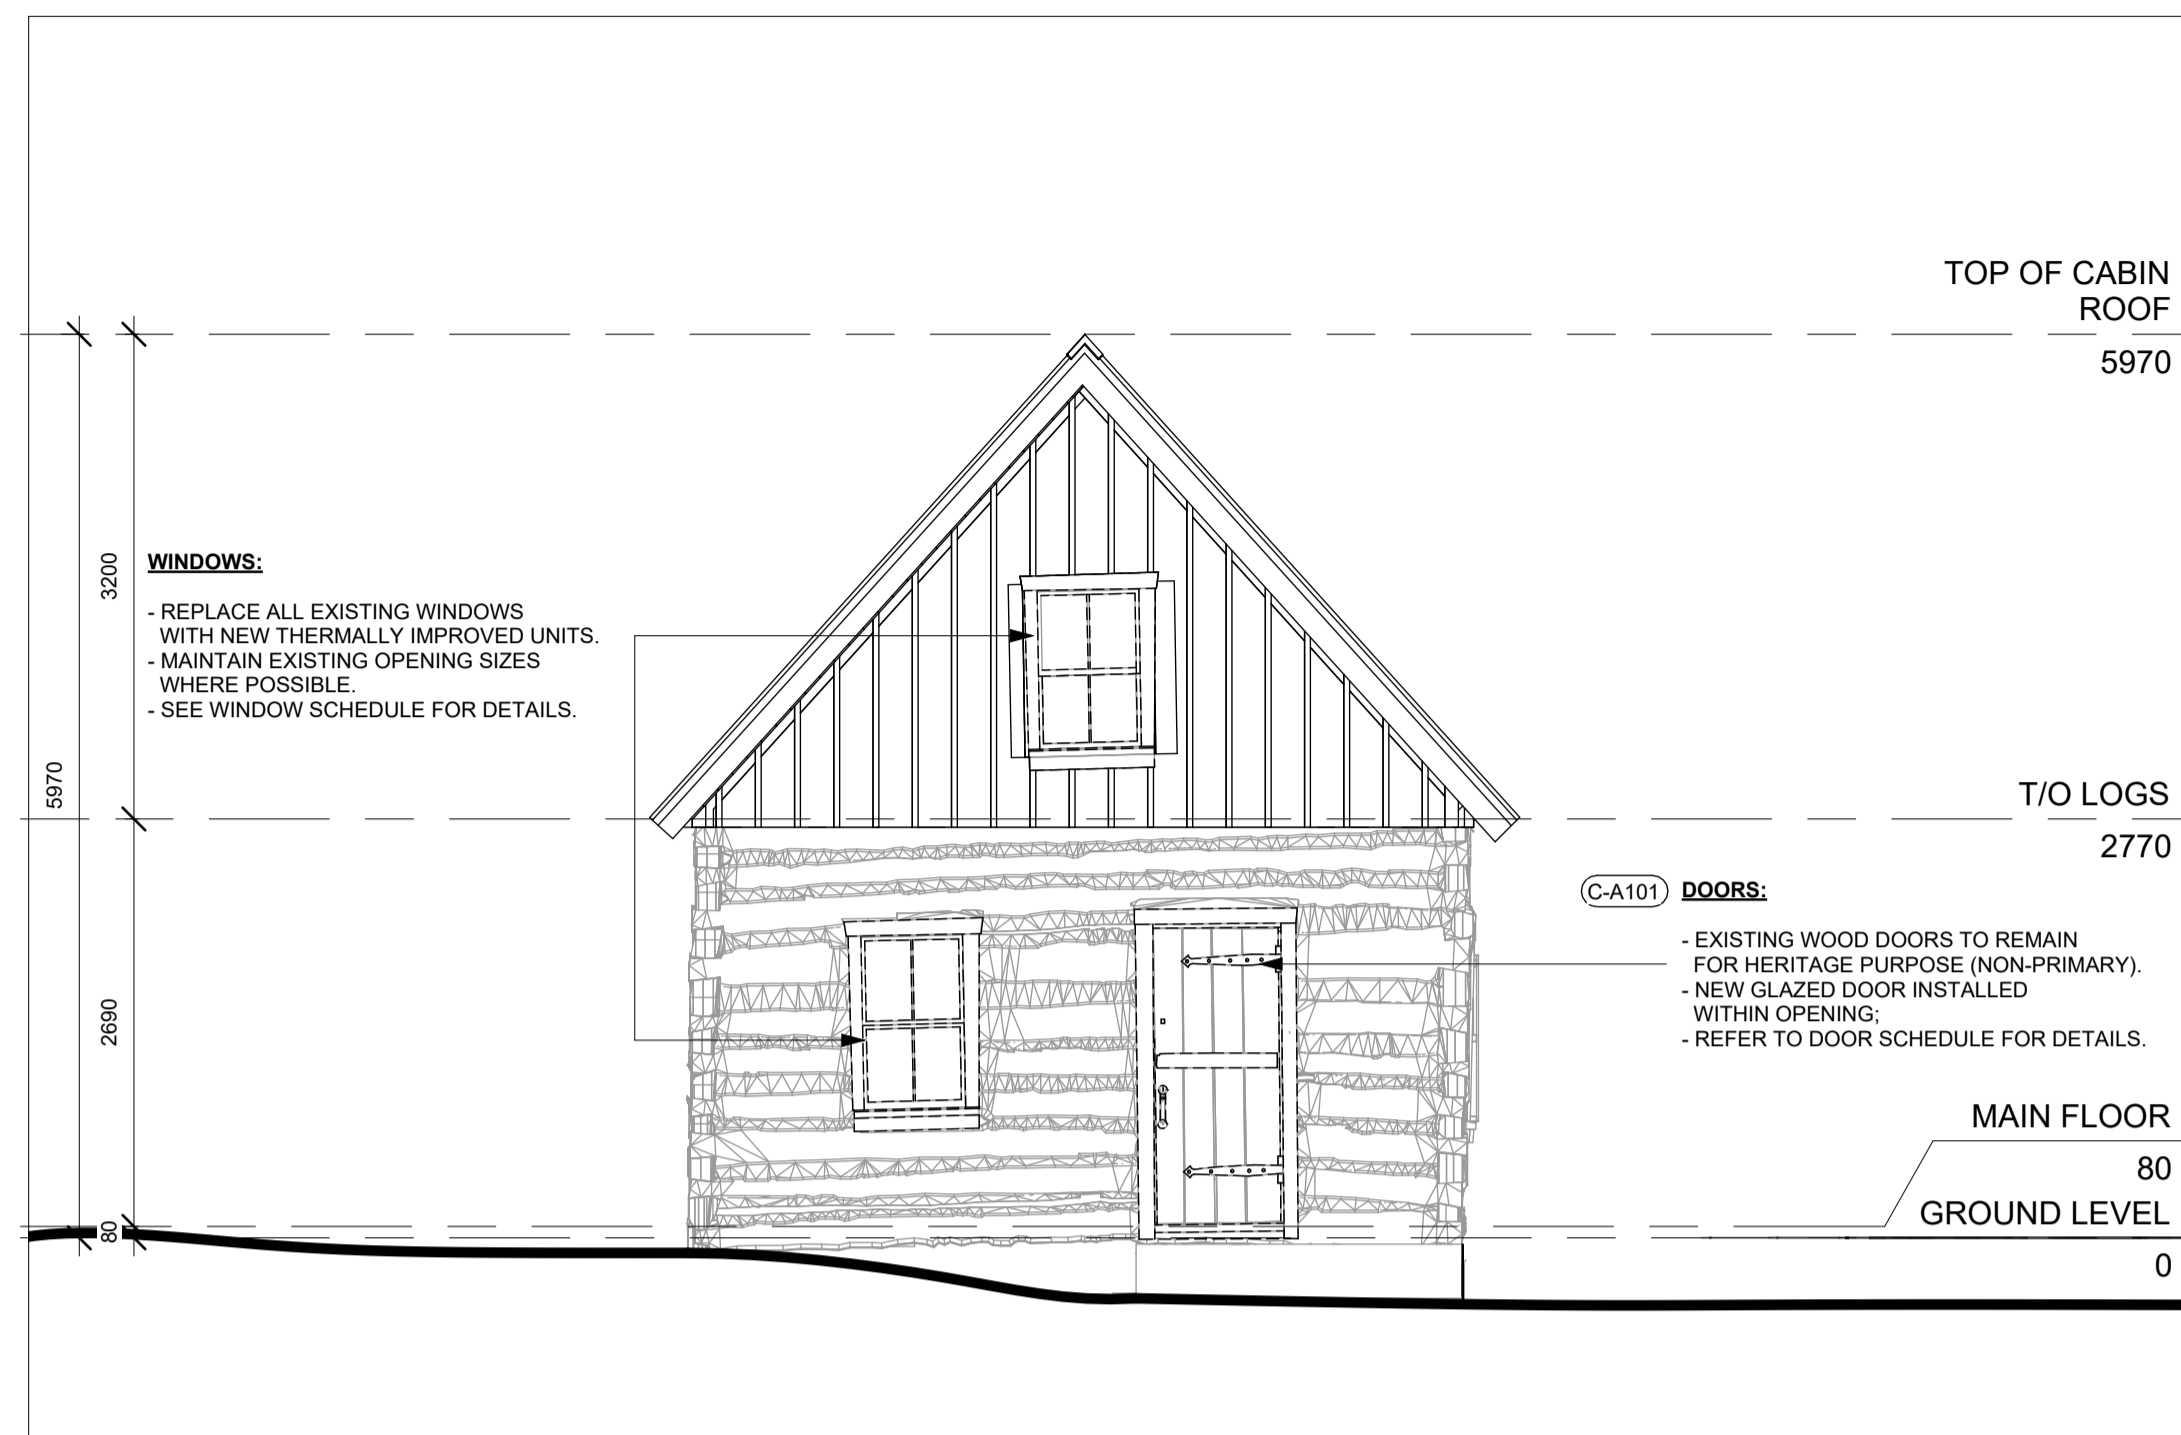 TOP OF CABIN
ROOF
5970
3200
WINDOWS:
- REPLACE ALL EXISTING WINDOWS
WITH NEW THERMALLY IMPROVED UNITS.
- MAINTAIN EXISTING OPENING SIZES
WHERE POSSIBLE.
- SEE WINDOW SCHEDULE FOR DETAILS.
5970
T/O LOGS
2770
C-A101 DOORS:
- EXISTING WOOD DOORS TO REMAIN
FOR HERITAGE PURPOSE (NON-PRIMARY).
- NEW GLAZED DOOR INSTALLED
WITHIN OPENING;
- REFER TO DOOR SCHEDULE FOR DETAILS.
2690
MAIN FLOOR
80
GROUND LEVEL
0
80